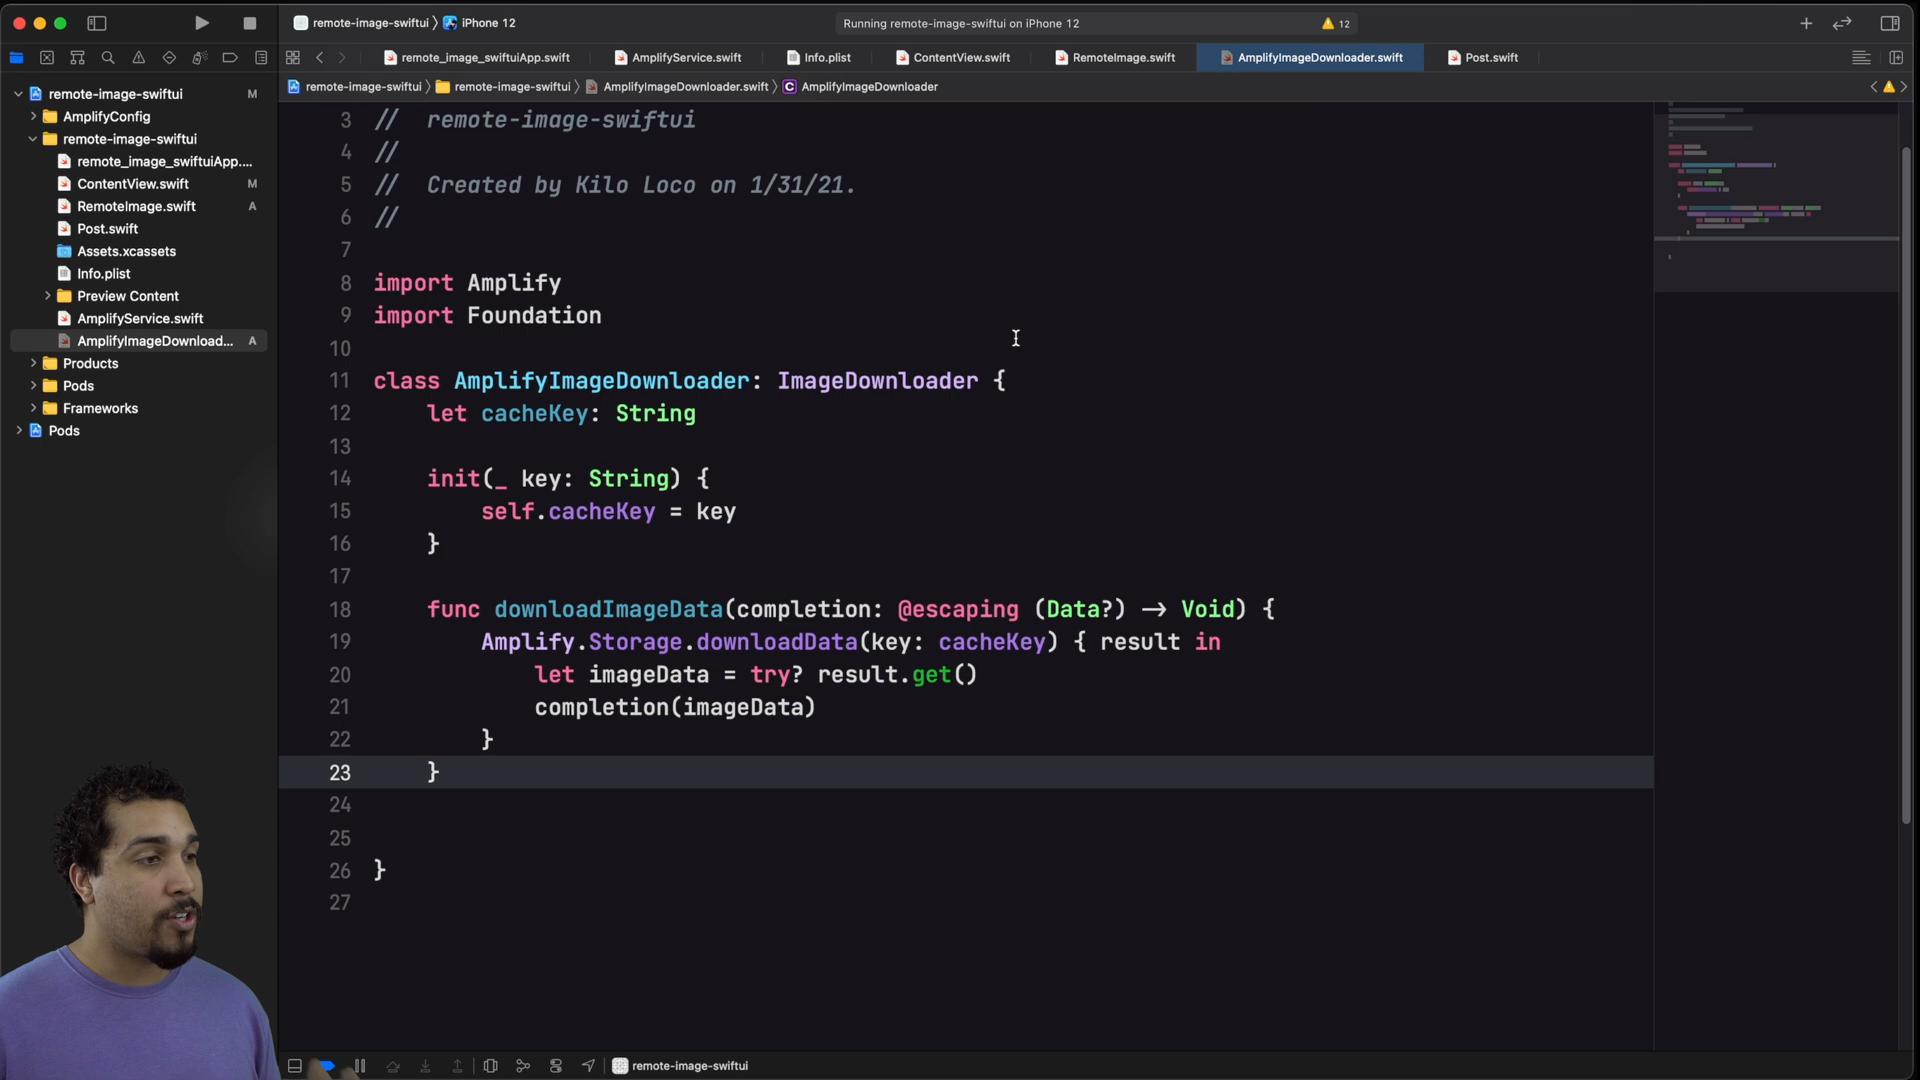 remote-image-swiftui 〉 iPhone 12
Running remote-image-swiftui on iPhone 12
12
remote_image_swiftuiApp.swift
AmplifyService.swift
Info.plist
ContentView.swift
RemoteImage.swift
AmplifyImageDownloader.swift
Post.swift
remote-image-swiftui 〉 remote-image-swiftui 〉 AmplifyImageDownloader.swift 〉 C AmplifyImageDownloader
remote-image-swiftui M
AmplifyConfig
remote-image-swiftui
remote_image_swiftuiApp....
ContentView.swift M
RemoteImage.swift A
Post.swift
Assets.xcassets
Info.plist
Preview Content
AmplifyService.swift
AmplifyImageDownload... A
Products
Pods
Frameworks
Pods
3 // remote-image-swiftui
4 //
5 // Created by Kilo Loco on 1/31/21.
6 //
7
8 import Amplify
9 import Foundation
10
11 class AmplifyImageDownloader: ImageDownloader {
12 let cacheKey: String
13
14 init(_ key: String) {
15 self.cacheKey = key
16 }
17
18 func downloadImageData(completion: @escaping (Data?) -> Void) {
19 Amplify.Storage.downloadData(key: cacheKey) { result in
20 let imageData = try? result.get()
21 completion(imageData)
22 }
23 }
24
25
26 }
27
remote-image-swiftui